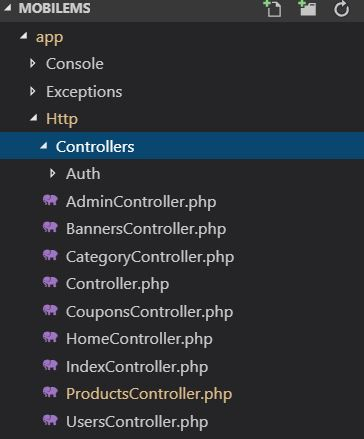 MOBILEMS
app
Console
Exceptions
Http
Controllers
Auth
AdminController.php
BannersController.php
CategoryController.php
Controller.php
CouponsController.php
HomeController.php
IndexController.php
ProductsController.php
UsersController.php